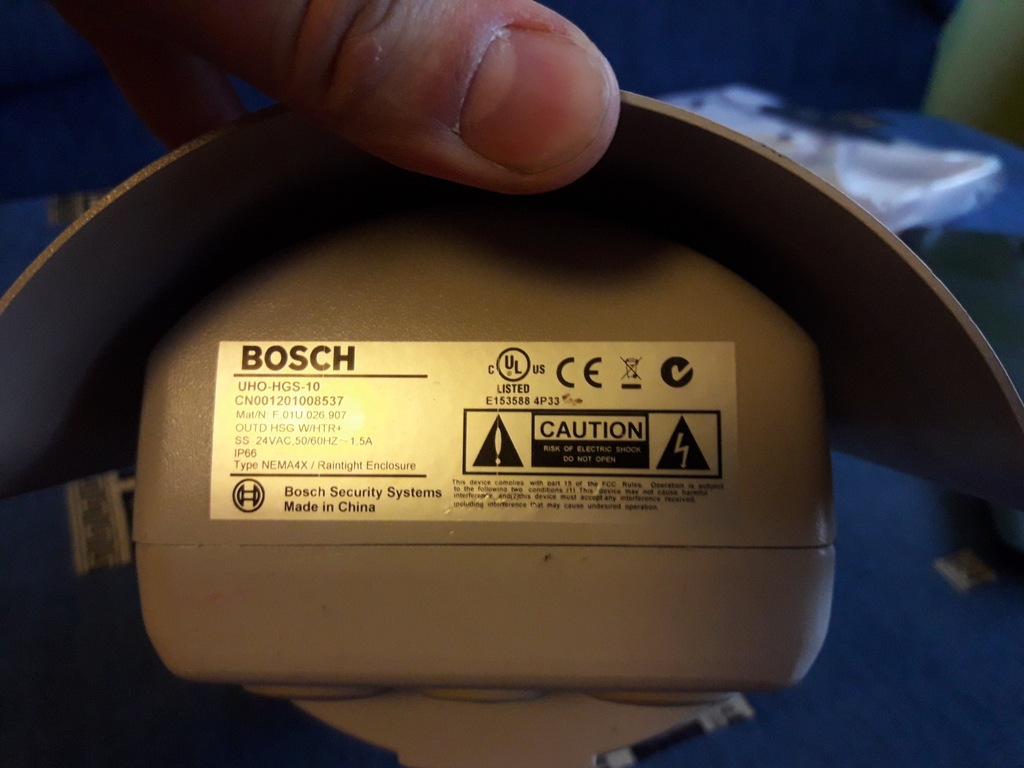 BOSCH
UHO-HGS-10
CN001201008537
Mat/N: F.01U.026.907
OUTD HSG W/HTR+
SS 24VAC,50/60HZ~1.5A
IP66
Type NEMA4X / Raintight Enclosure
Bosch Security Systems
Made in China
C UL US
LISTED
E153588 4P33
CE
CAUTION
RISK OF ELECTRIC SHOCK
DO NOT OPEN
This device complies with part 15 of the FCC Rules. Operation is subject
to the following two conditions.(1) This device may not cause harmful
interference, and(2)this device must accept any interference received,
including interference that may cause undesired operation.